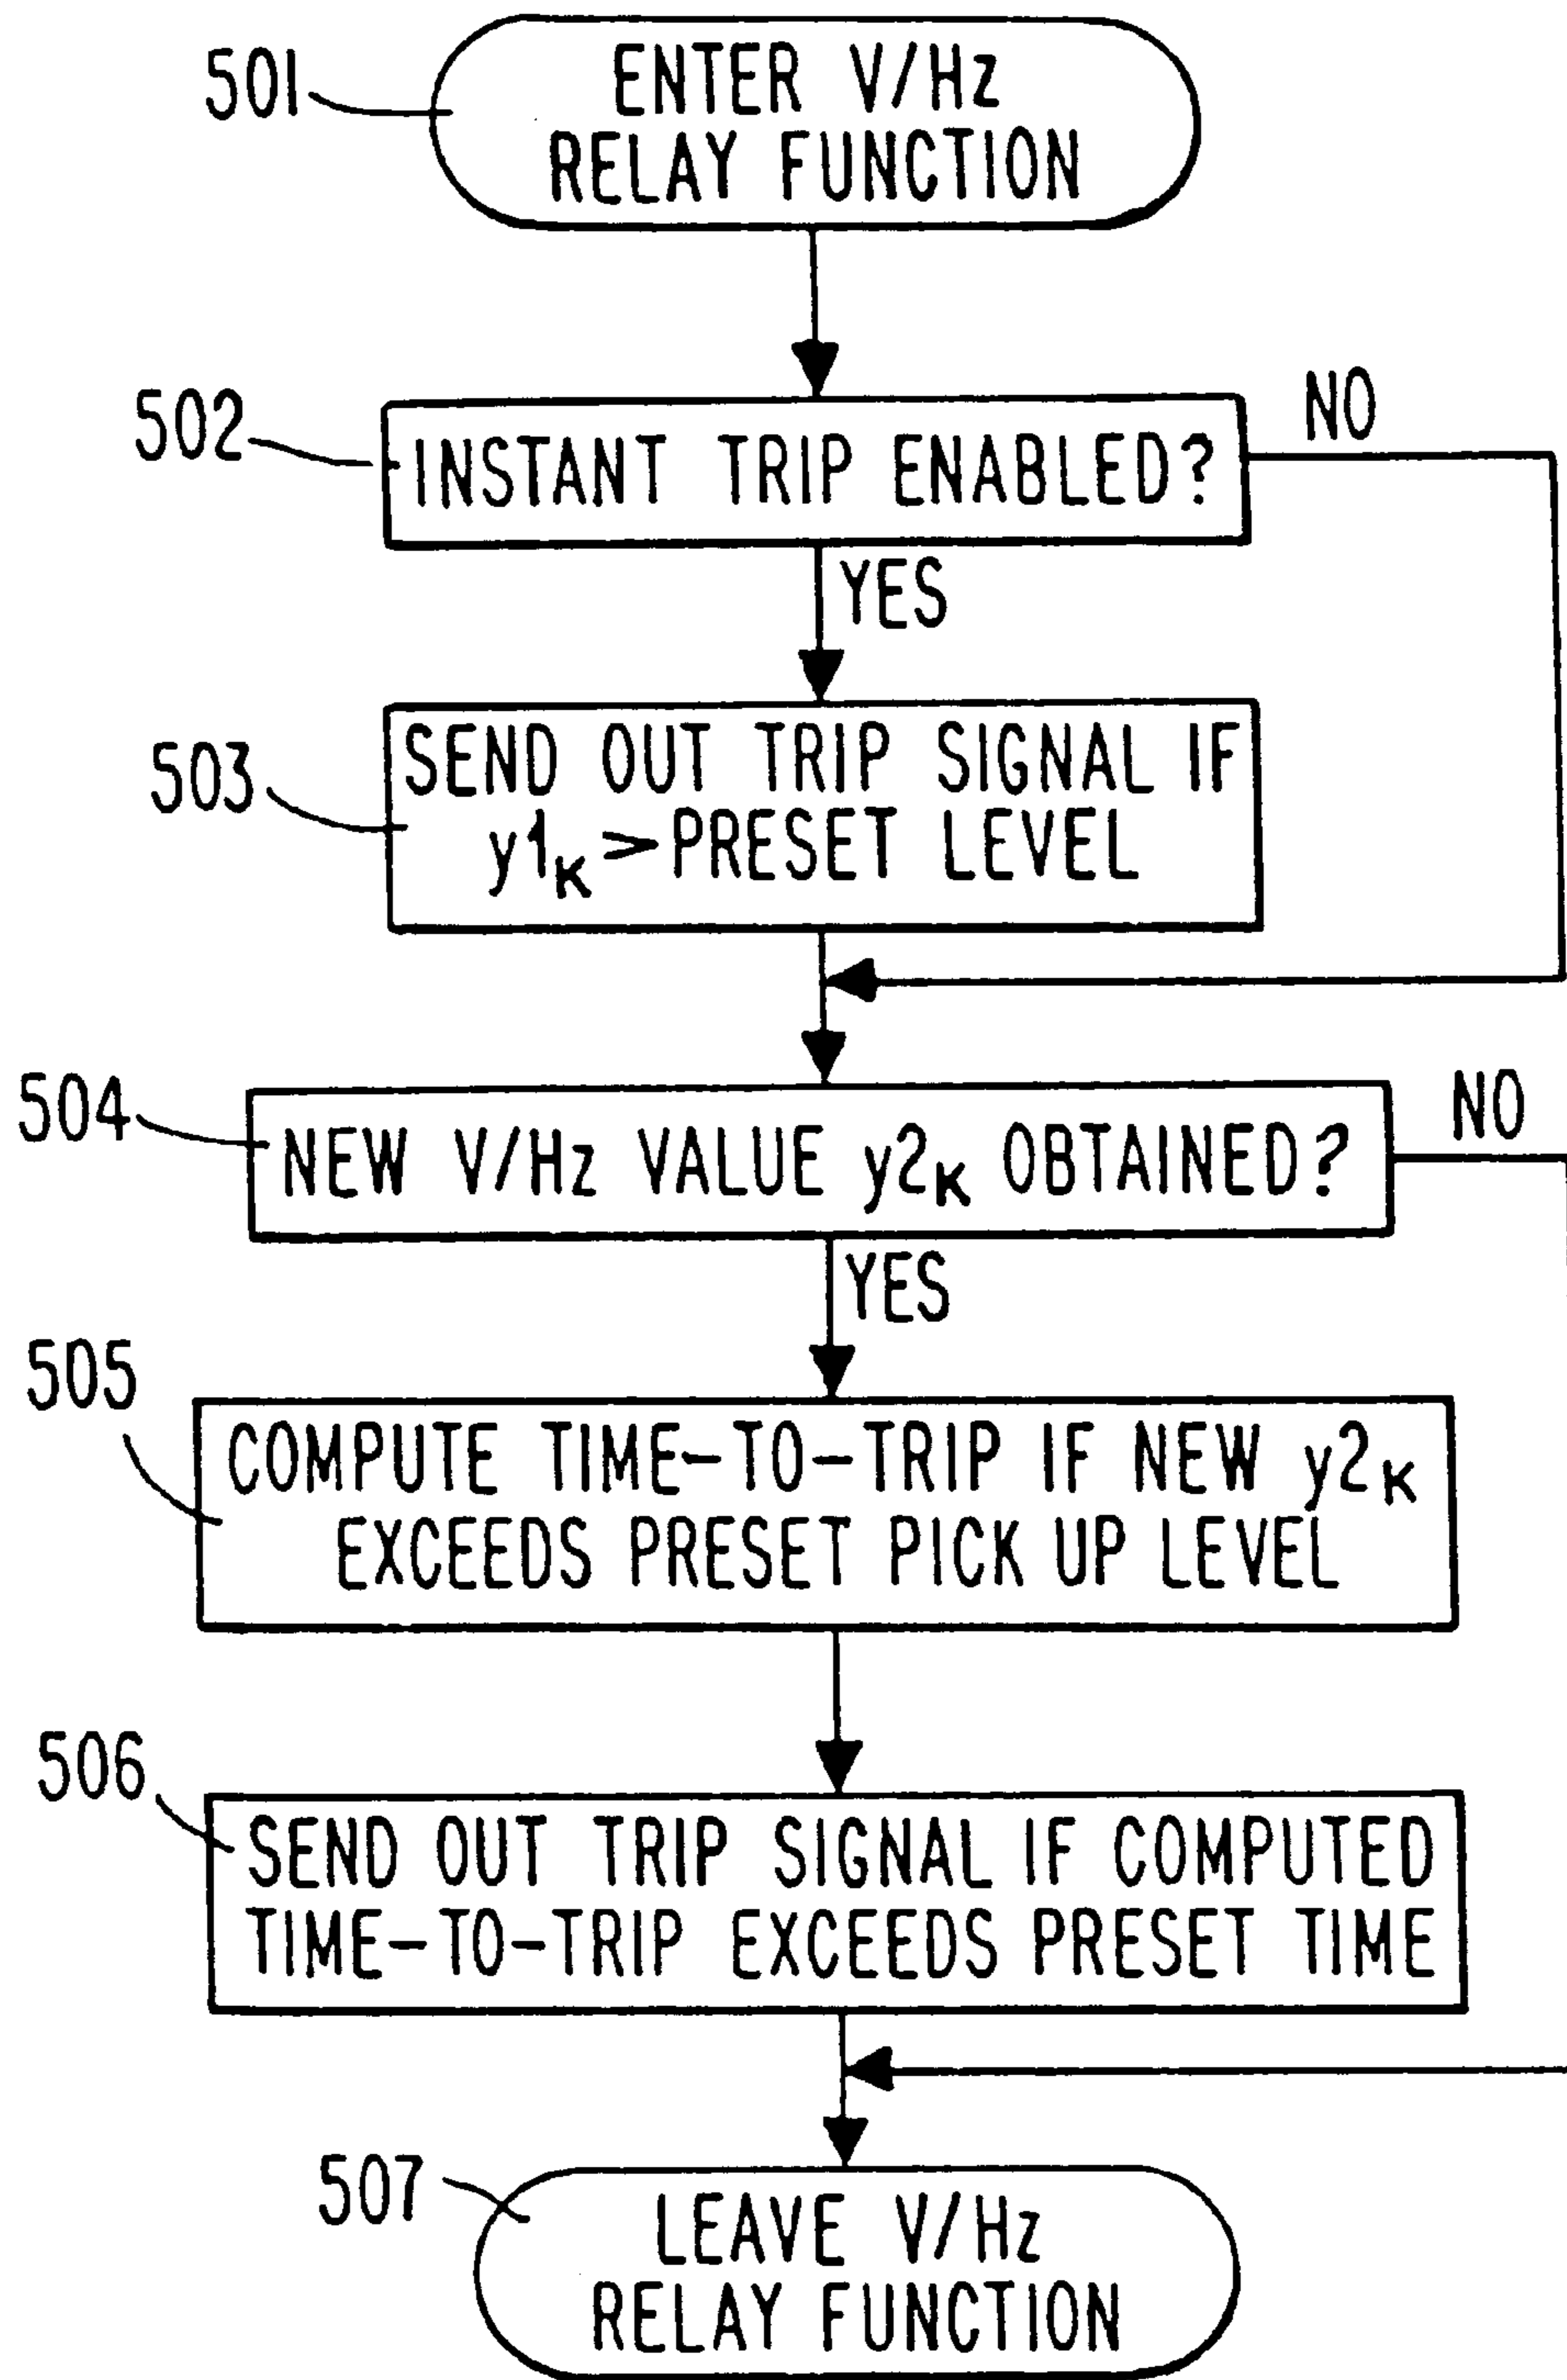 501
ENTER V/Hz
RELAY FUNCTION
502
INSTANT TRIP ENABLED?
NO
YES
503
SEND OUT TRIP SIGNAL IF
y1ₖ > PRESET LEVEL
504
NEW V/Hz VALUE y2ₖ OBTAINED?
NO
YES
505
COMPUTE TIME-TO-TRIP IF NEW y2ₖ
EXCEEDS PRESET PICK UP LEVEL
506
SEND OUT TRIP SIGNAL IF COMPUTED
TIME-TO-TRIP EXCEEDS PRESET TIME
507
LEAVE V/Hz
RELAY FUNCTION